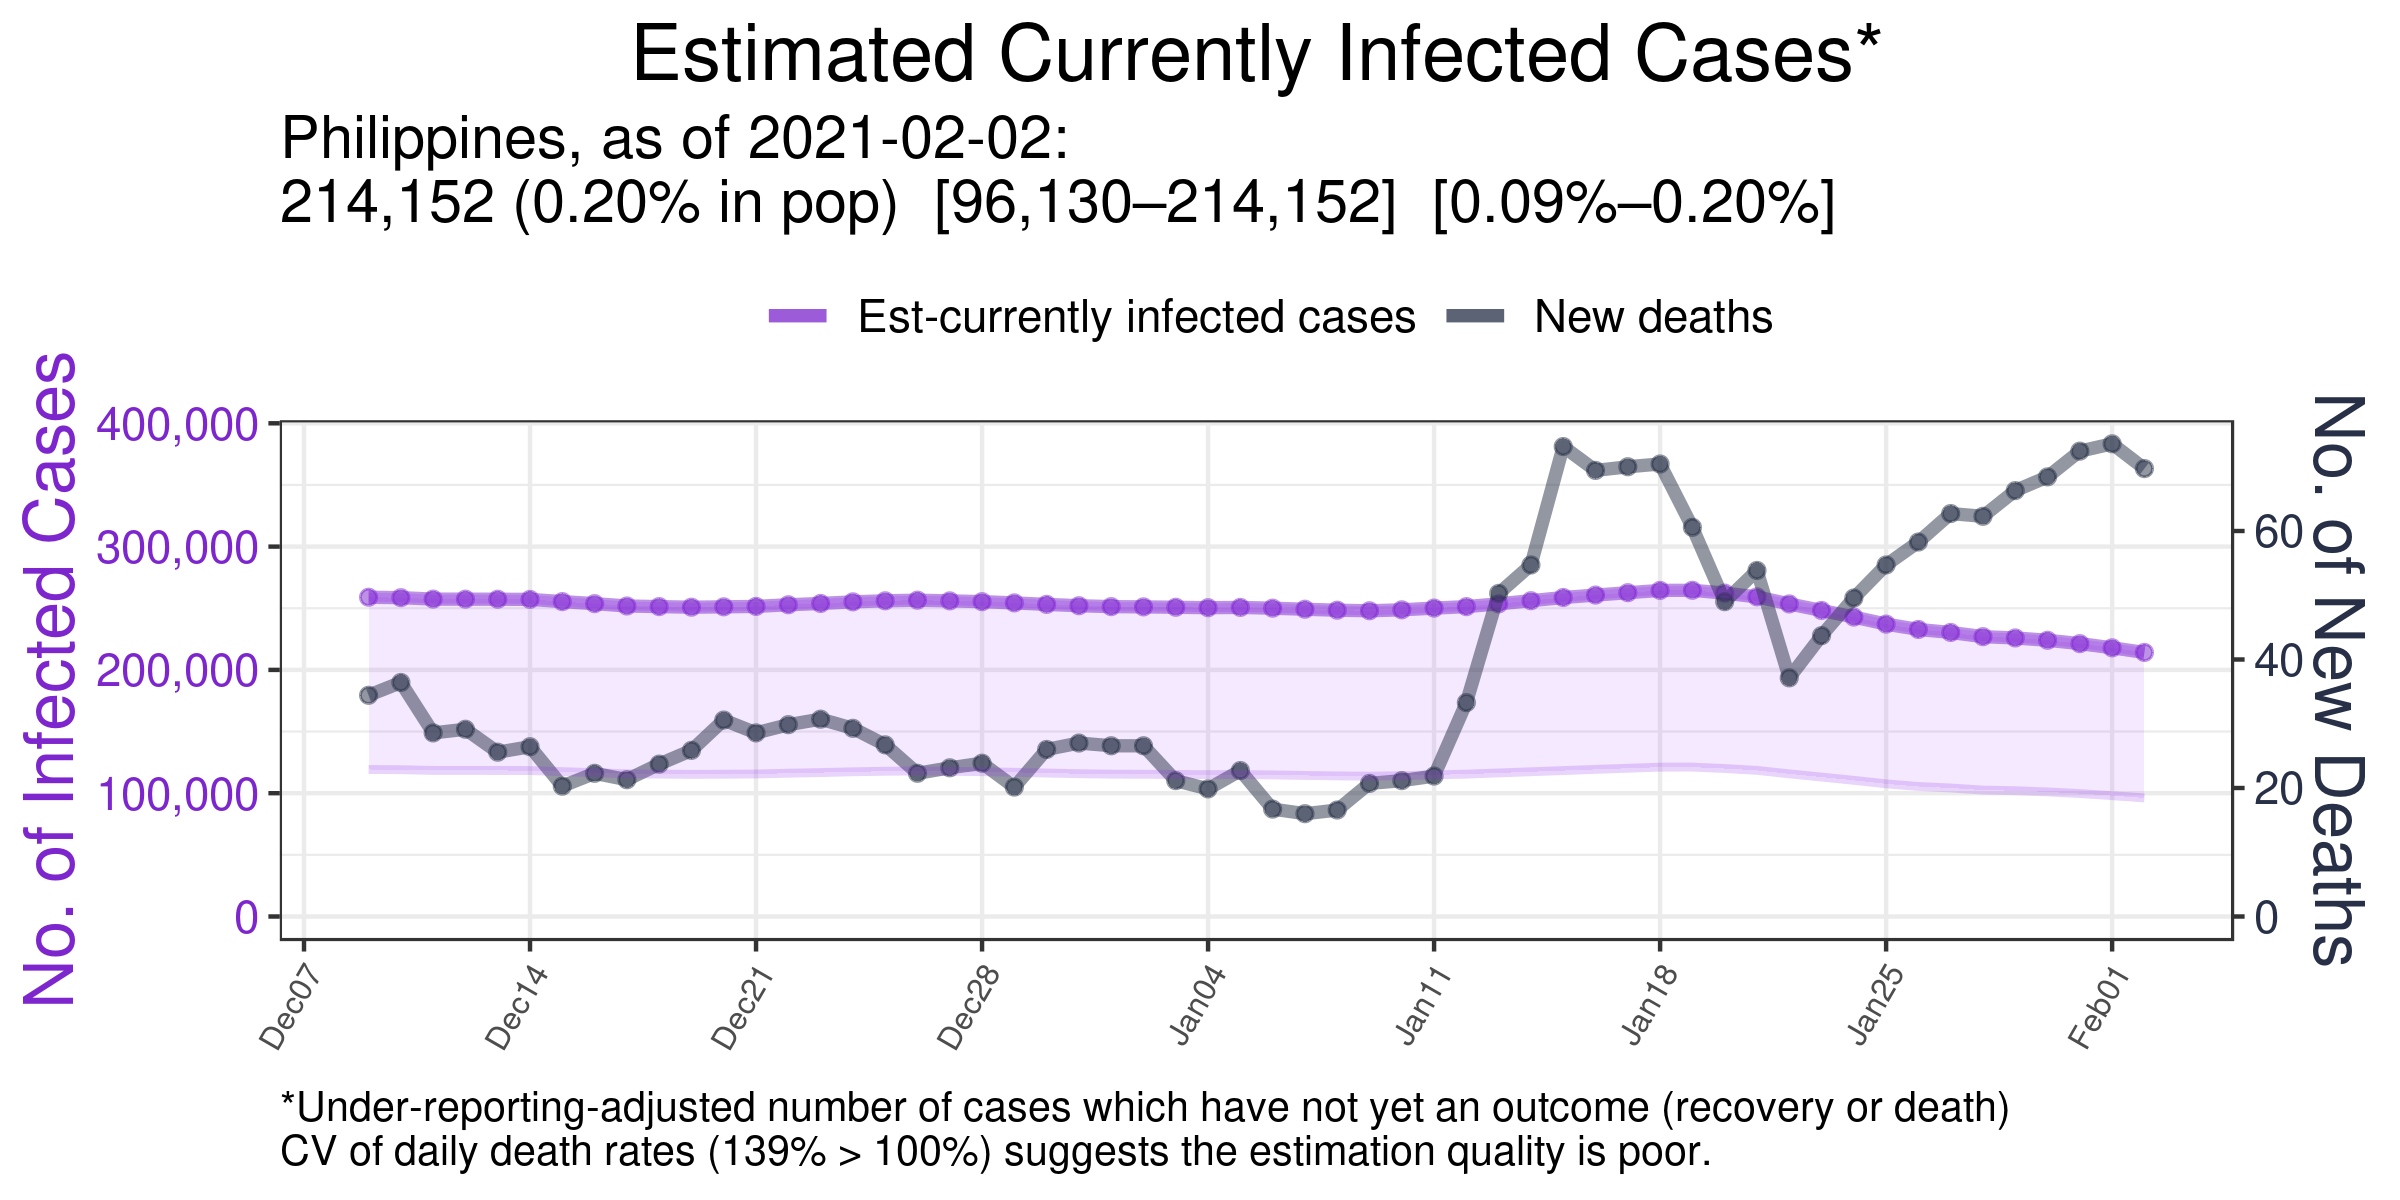 Estimated Currently Infected Cases*
Philippines, as of 2021-02-02:
214,152 (0.20% in pop)  [96,130–214,152]  [0.09%–0.20%]
Est-currently infected cases
New deaths
No. of Infected Cases
400,000
300,000
200,000
100,000
0
No. of New Deaths
60
40
20
0
Dec07
Dec14
Dec21
Dec28
Jan04
Jan11
Jan18
Jan25
Feb01
*Under-reporting-adjusted number of cases which have not yet an outcome (recovery or death)
CV of daily death rates (139% > 100%) suggests the estimation quality is poor.